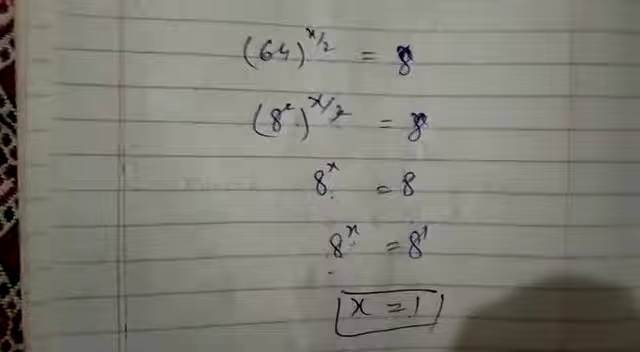 (64)^{x/2} = 8
(8^2)^{x/2} = 8
8^x = 8
8^x = 8^1
x = 1